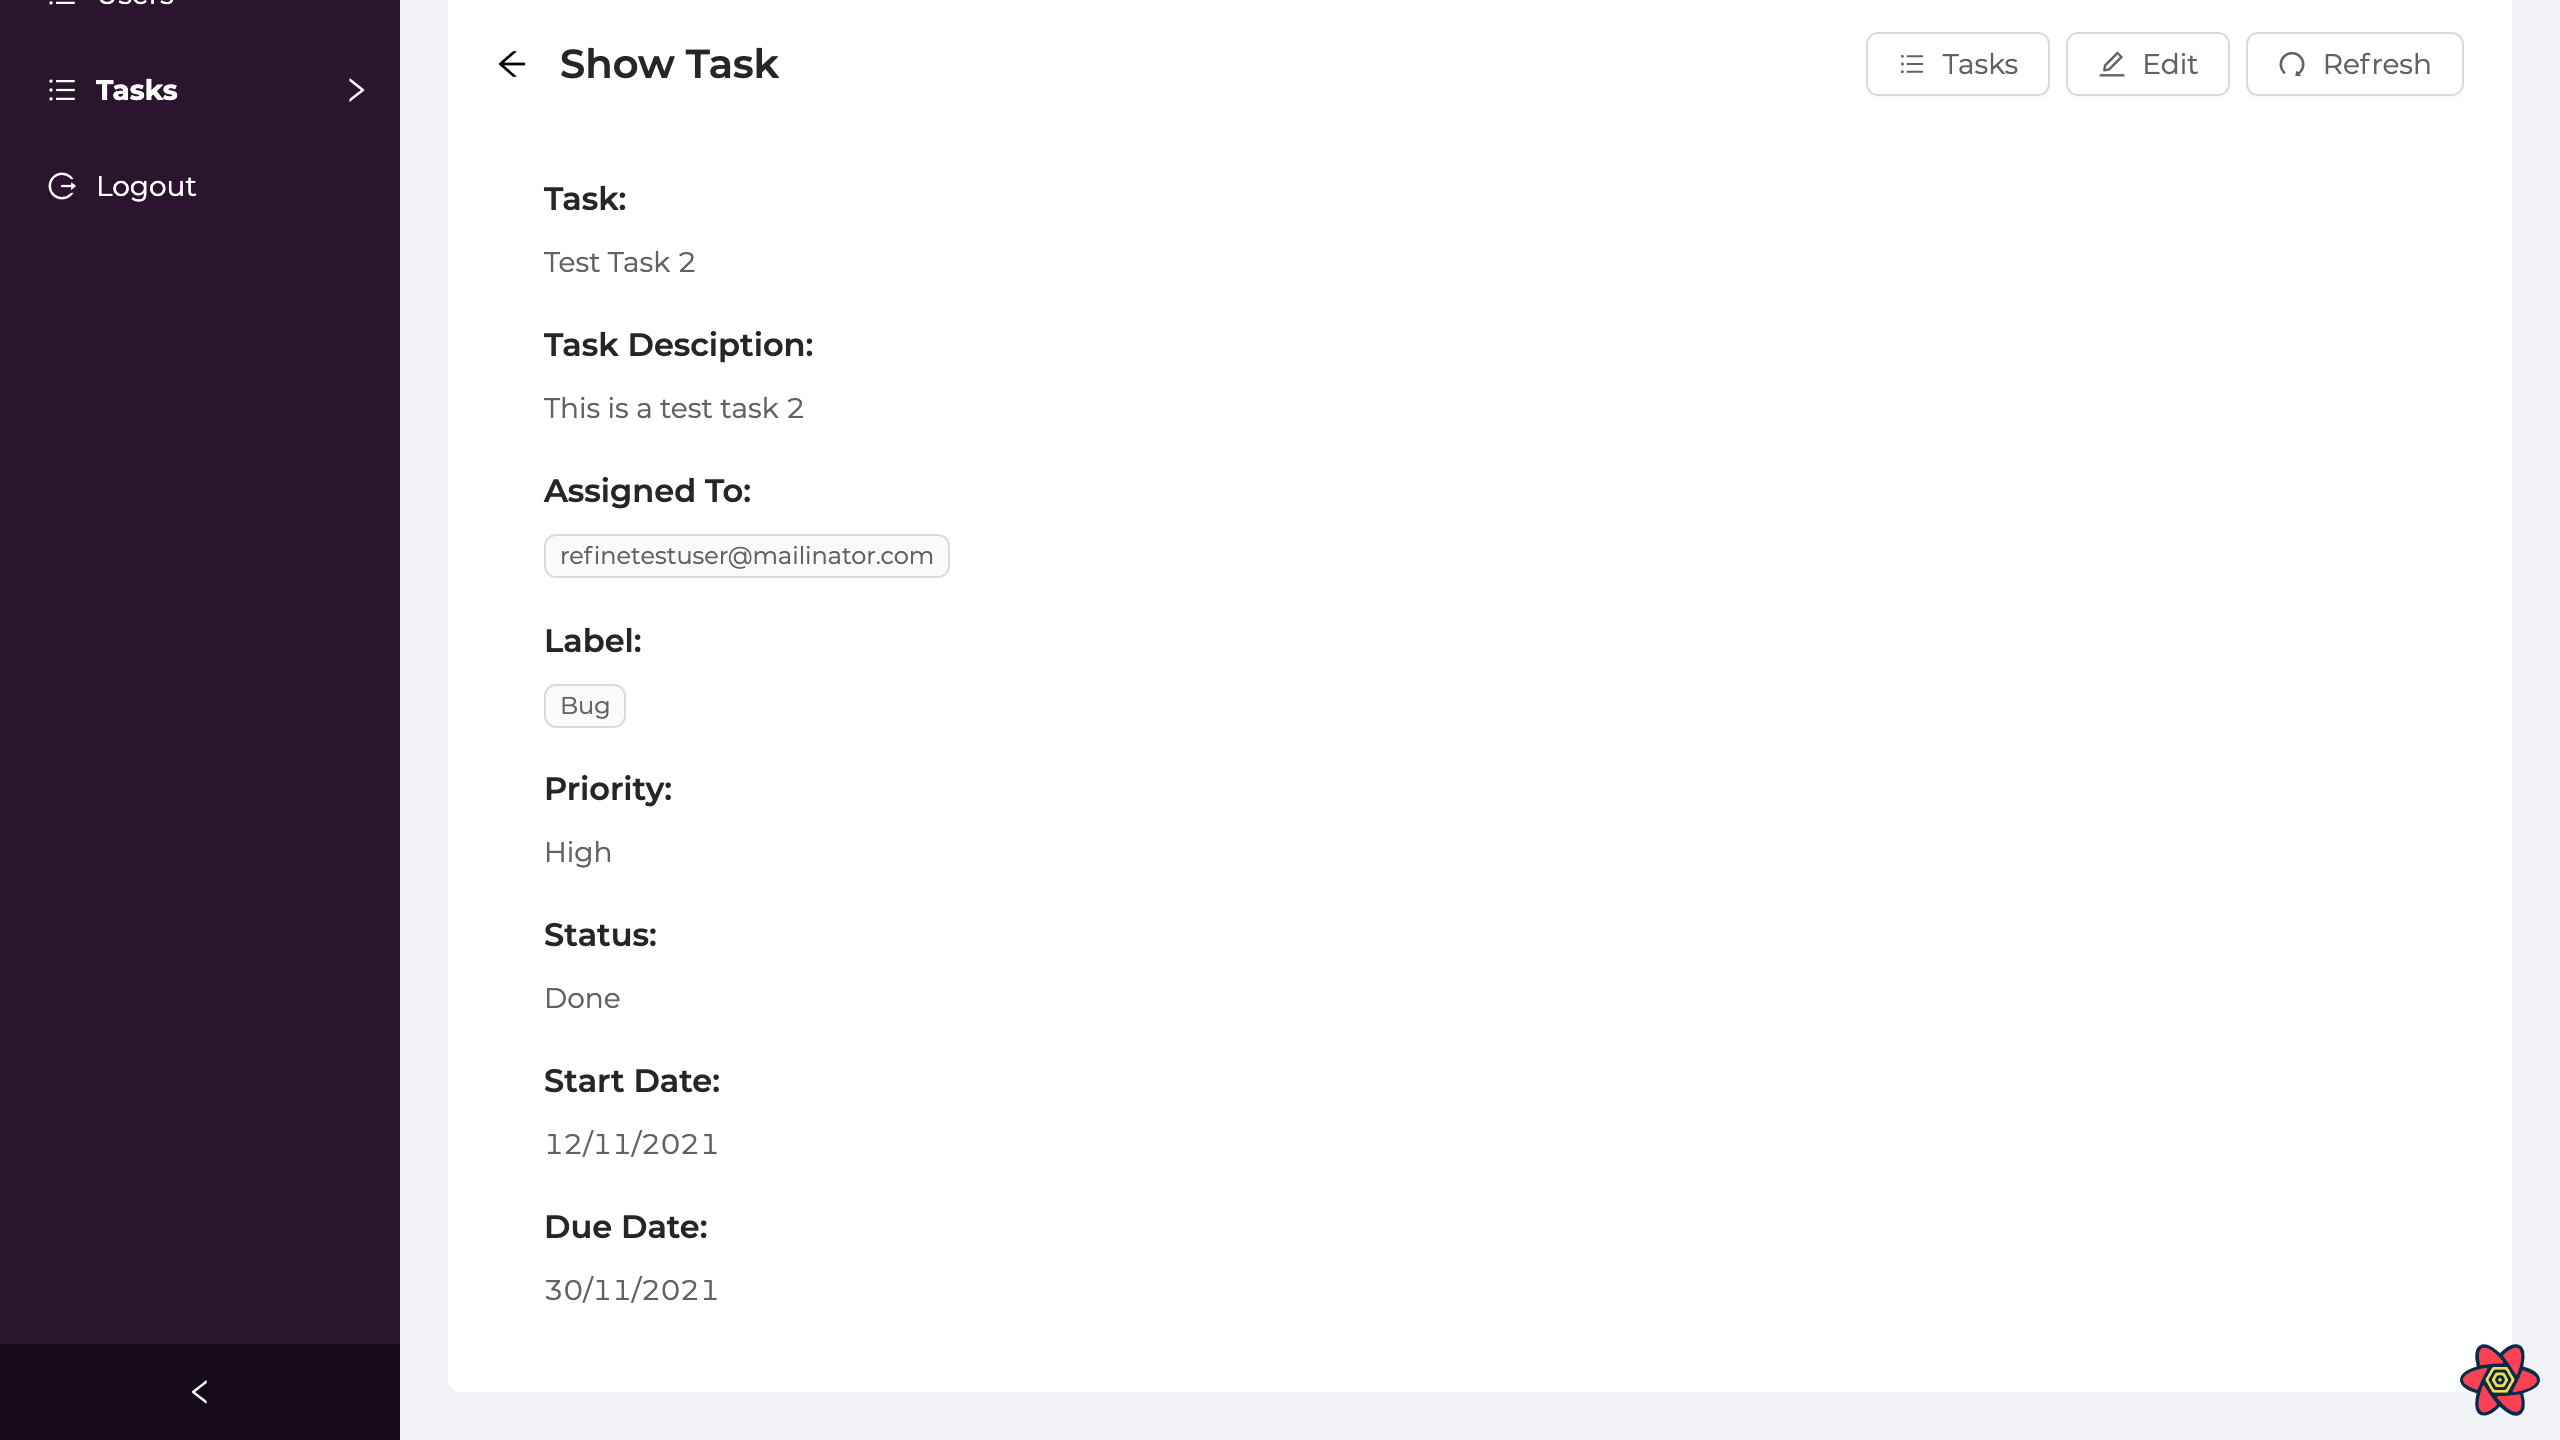 Users
Tasks
Logout
Show Task
Tasks
Edit
Refresh
Task:
Test Task 2
Task Desciption:
This is a test task 2
Assigned To:
refinetestuser@mailinator.com
Label:
Bug
Priority:
High
Status:
Done
Start Date:
12/11/2021
Due Date:
30/11/2021